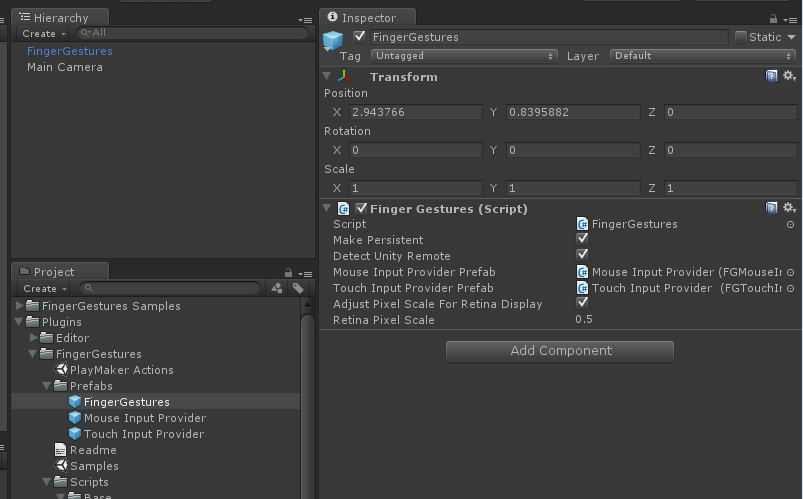 Hierarchy
Create
All
FingerGestures
Main Camera
Project
Create
FingerGestures Samples
Plugins
Editor
FingerGestures
PlayMaker Actions
Prefabs
FingerGestures
Mouse Input Provider
Touch Input Provider
Readme
Samples
Scripts
Base
Inspector
FingerGestures
Static
Tag Untagged Layer Default
Transform
Position
X 2.943766 Y 0.8395882 Z 0
Rotation
X 0 Y 0 Z 0
Scale
X 1 Y 1 Z 1
Finger Gestures (Script)
Script FingerGestures
Make Persistent
Detect Unity Remote
Mouse Input Provider Prefab Mouse Input Provider (FGMouseIn
Touch Input Provider Prefab Touch Input Provider (FGTouchIn
Adjust Pixel Scale For Retina Display
Retina Pixel Scale 0.5
Add Component